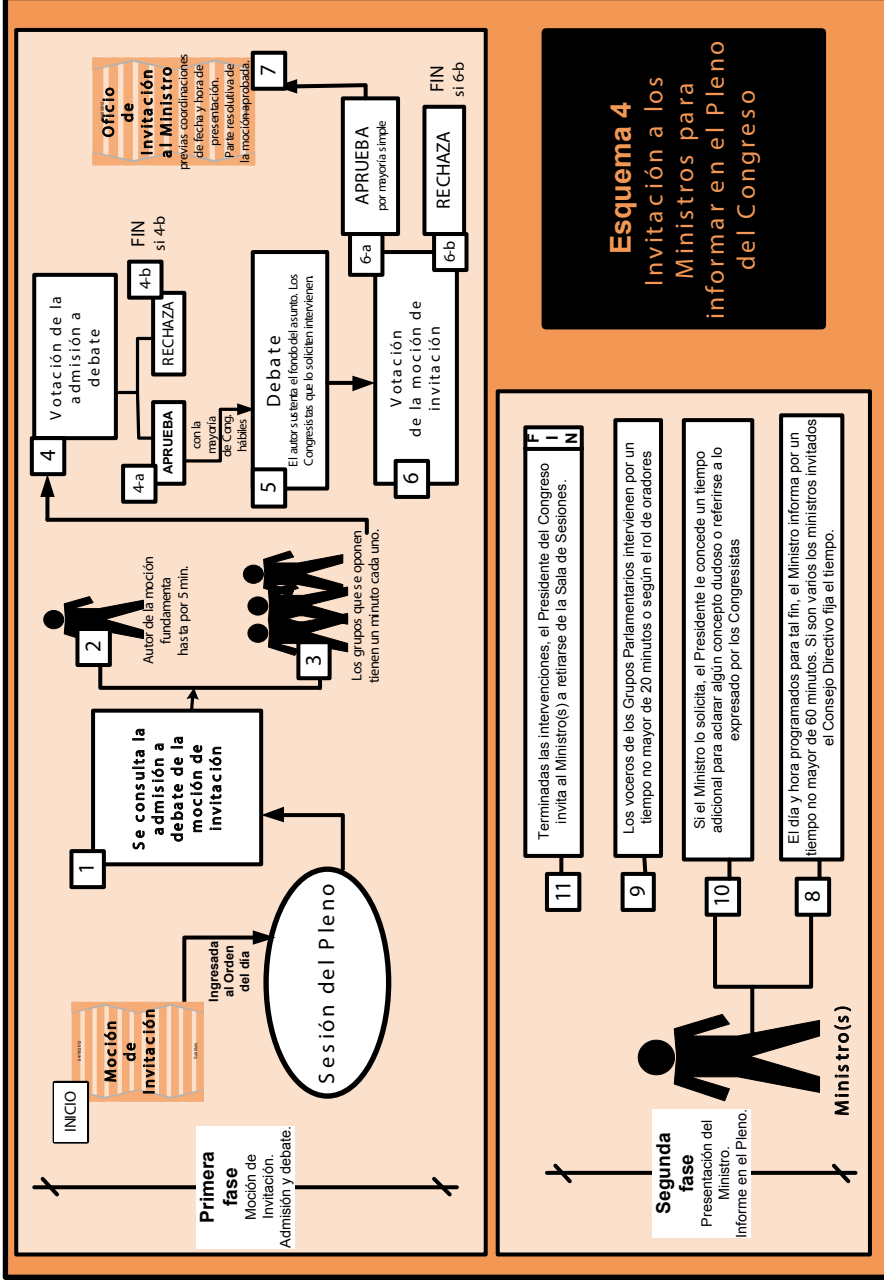 INICIO
Moción
de
Invitación
Primera
fase
Moción de
Invitación.
Admisión y debate.
Ingresada
al Orden
del día
Sesión del Pleno
1
Se consulta la
admisión a
debate de la
moción de
invitación
2
Autor de la moción
fundamenta
hasta por 5 min.
3
Los grupos que se oponen
tienen un minuto cada uno.
4
Votación de la
admisión a
debate
4-a
APRUEBA
4-b
RECHAZA
FIN
si 4-b
con la
mayoría
de Cong.
hábiles
5
Debate
El autor sustenta el fondo del asunto. Los
Congresistas que lo soliciten intervienen.
6
Votación
de la moción de
invitación
6-a
APRUEBA
por mayoría simple
6-b
RECHAZA
FIN
si 6-b
7
Oficio
de
Invitación
al Ministro
previas coordinaciones
de fecha y hora de
presentación.
Parte resolutiva de
la moción aprobada.
Segunda
fase
Presentación del
Ministro.
Informe en el Pleno.
Ministro(s)
11
Terminadas las intervenciones, el Presidente del Congreso
invita al Ministro(s) a retirarse de la Sala de Sesiones.
F I N
9
Los voceros de los Grupos Parlamentarios intervienen por un
tiempo no mayor de 20 minutos o según el rol de oradores
10
Si el Ministro lo solicita, el Presidente le concede un tiempo
adicional para aclarar algún concepto dudoso o referirse a lo
expresado por los Congresistas
8
El día y hora programados para tal fin, el Ministro informa por un
tiempo no mayor de 60 minutos. Si son varios los ministros invitados
el Consejo Directivo fija el tiempo.
Esquema 4
Invitación a los
Ministros para
informar en el Pleno
del Congreso